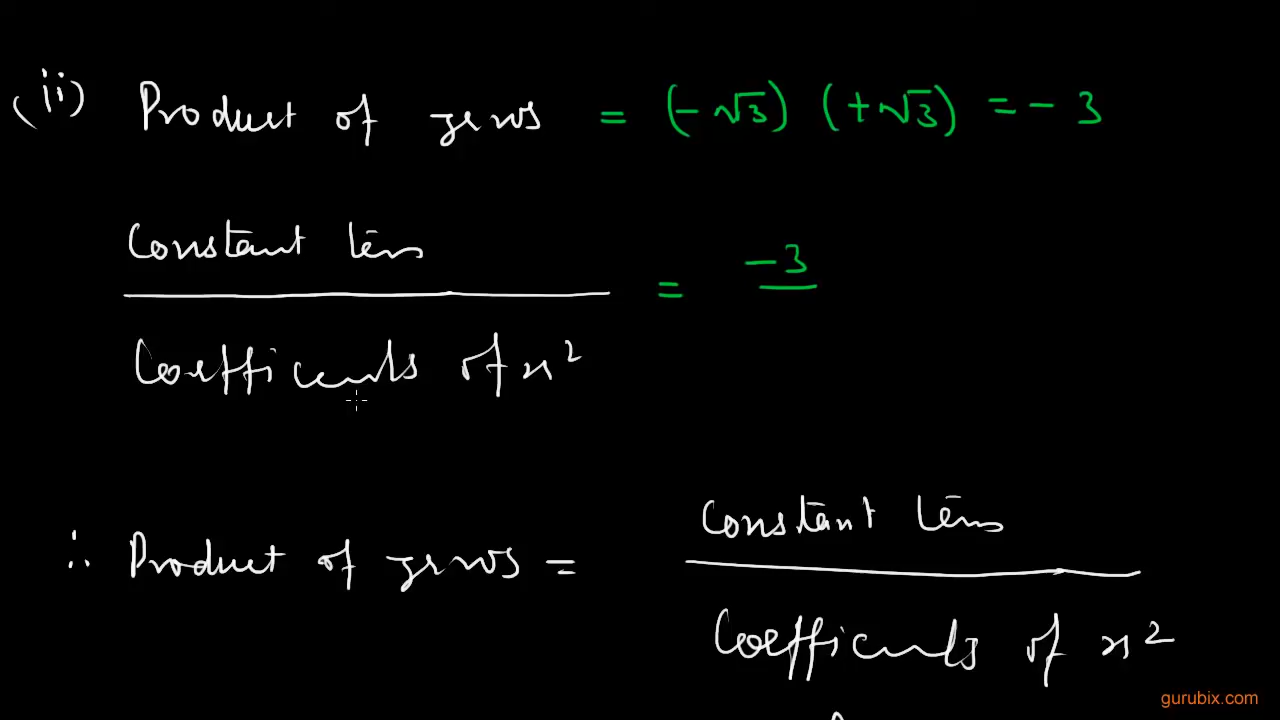 (ii) Product of zeros = (-√3) (+√3) = -3
Constant term
= -3
Coefficients of x²
∴ Product of zeros =
Constant term
Coefficients of x²
gurubix.com